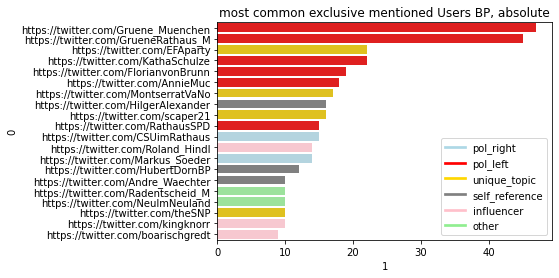 most common exclusive mentioned Users BP, absolute
https://twitter.com/Gruene_Muenchen
https://twitter.com/GrueneRathaus_M
https://twitter.com/EFAparty
https://twitter.com/KathaSchulze
https://twitter.com/FlorianvonBrunn
https://twitter.com/AnnieMuc
https://twitter.com/MontserratVaNo
https://twitter.com/HilgerAlexander
https://twitter.com/scaper21
https://twitter.com/RathausSPD
https://twitter.com/CSUimRathaus
https://twitter.com/Roland_Hindl
https://twitter.com/Markus_Soeder
https://twitter.com/HubertDornBP
https://twitter.com/Andre_Waechter
https://twitter.com/Radentscheid_M
https://twitter.com/NeuImNeuland
https://twitter.com/theSNP
https://twitter.com/kingknorr
https://twitter.com/boarischgredt
0
pol_right
pol_left
unique_topic
self_reference
influencer
other
0 10 20 30 40
1